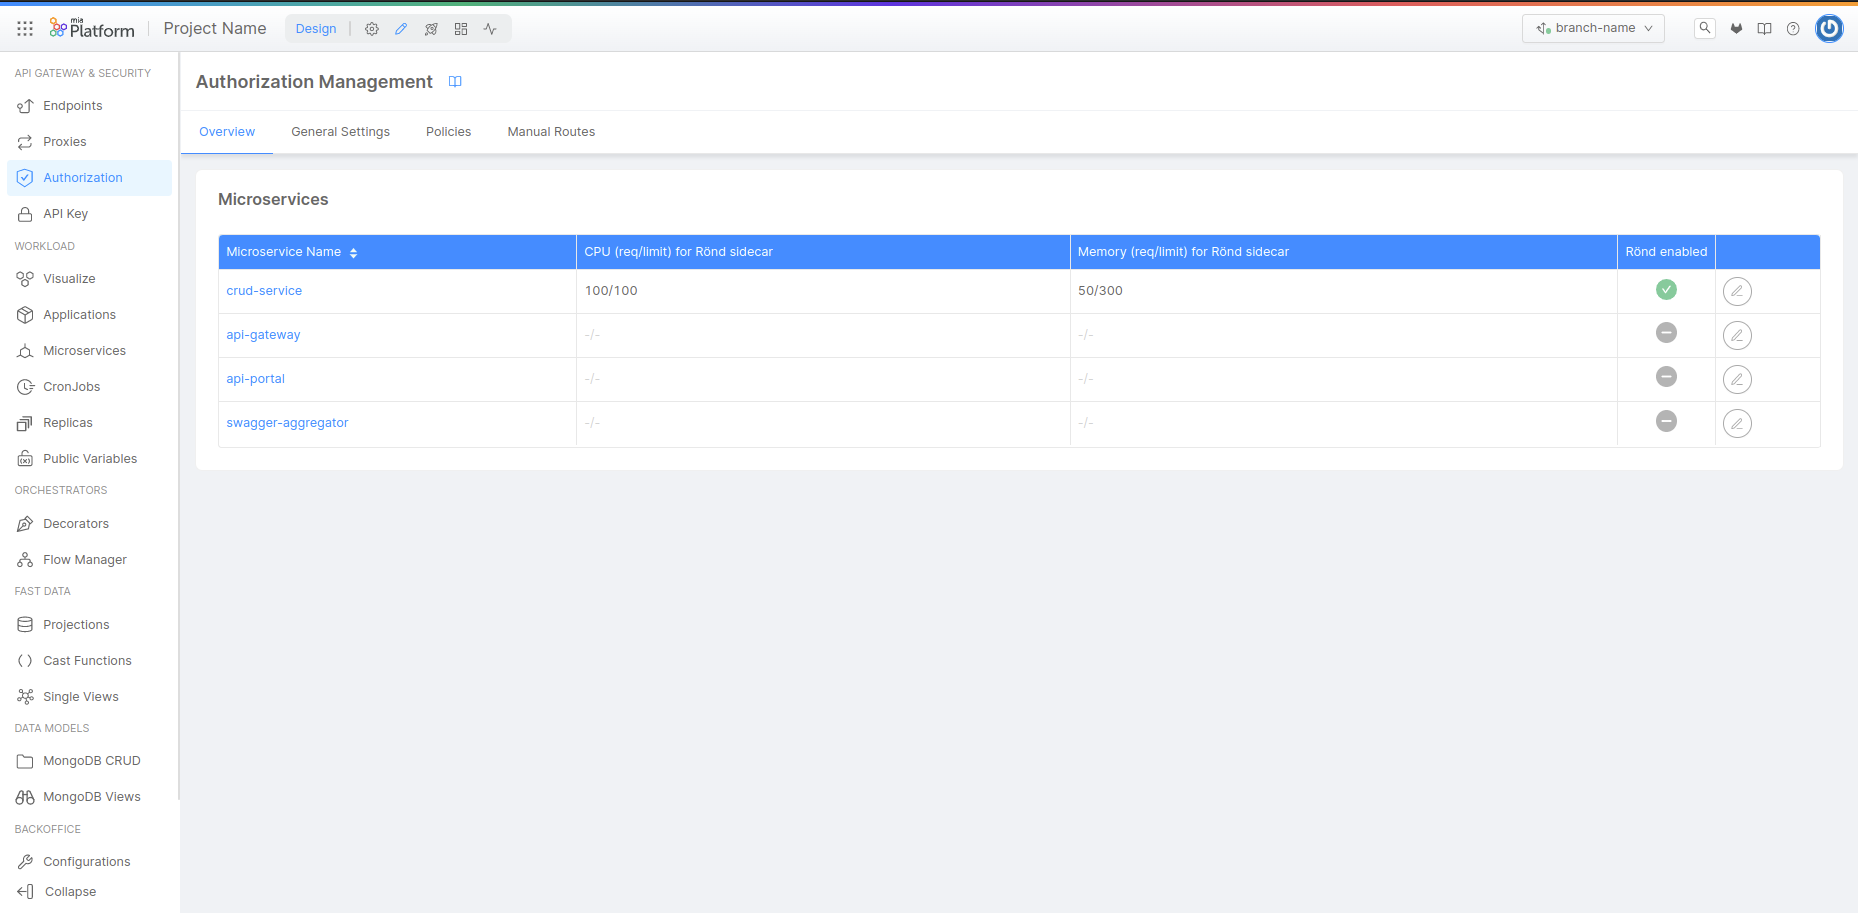 mia
Platform
Project Name
Design
branch-name
API GATEWAY & SECURITY
Endpoints
Proxies
Authorization
API Key
WORKLOAD
Visualize
Applications
Microservices
CronJobs
Replicas
Public Variables
ORCHESTRATORS
Decorators
Flow Manager
FAST DATA
Projections
Cast Functions
Single Views
DATA MODELS
MongoDB CRUD
MongoDB Views
BACKOFFICE
Configurations
Collapse
Authorization Management
Overview General Settings Policies Manual Routes
Microservices
Microservice Name CPU (req/limit) for Rönd sidecar Memory (req/limit) for Rönd sidecar Rönd enabled
crud-service 100/100 50/300
api-gateway -/- -/-
api-portal -/- -/-
swagger-aggregator -/- -/-